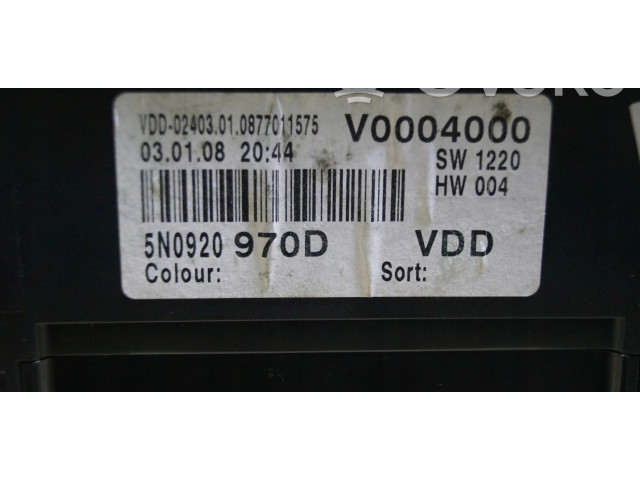 VDD-02403.01.0877011575 V0004000
03.01.08 20:44 SW 1220
HW 004
5N0920 970D VDD
Colour: Sort: